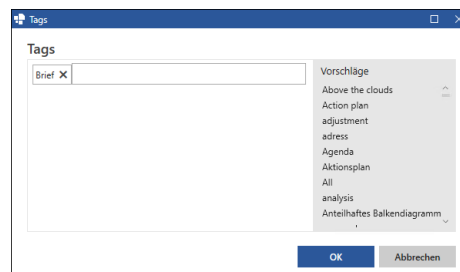 Tags
Tags
Brief
Vorschläge
Above the clouds
Action plan
adjustment
adress
Agenda
Aktionsplan
All
analysis
Anteilhaftes Balkendiagramm
OK
Abbrechen